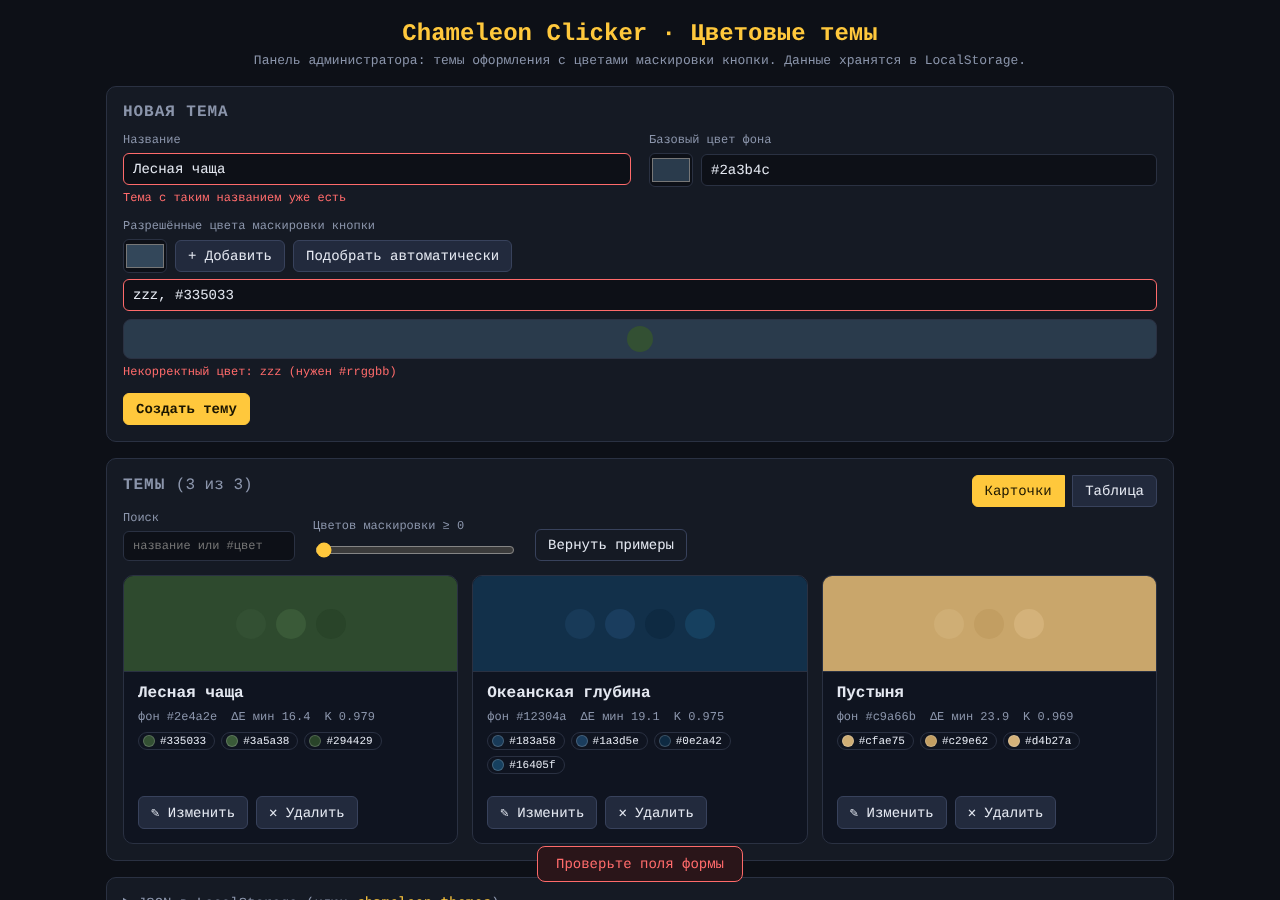 Chameleon Clicker · Цветовые темы
Панель администратора: темы оформления с цветами маскировки кнопки. Данные хранятся в LocalStorage.
НОВАЯ ТЕМА
Название
Базовый цвет фона
Лесная чаща
#2a3b4c
Тема с таким названием уже есть
Разрешённые цвета маскировки кнопки
+ Добавить
Подобрать автоматически
zzz, #335033
Некорректный цвет: zzz (нужен #rrggbb)
Создать тему
ТЕМЫ (3 из 3)
Карточки
Таблица
Поиск
название или #цвет
Цветов маскировки ≥ 0
Вернуть примеры
Лесная чаща
фон #2e4a2e ΔE мин 16.4 K 0.979
#335033 #3a5a38 #294429
✎ Изменить
× Удалить
Океанская глубина
фон #12304a ΔE мин 19.1 K 0.975
#183a58 #1a3d5e #0e2a42
#16405f
✎ Изменить
× Удалить
Пустыня
фон #c9a66b ΔE мин 23.9 K 0.969
#cfae75 #c29e62 #d4b27a
✎ Изменить
× Удалить
Проверьте поля формы